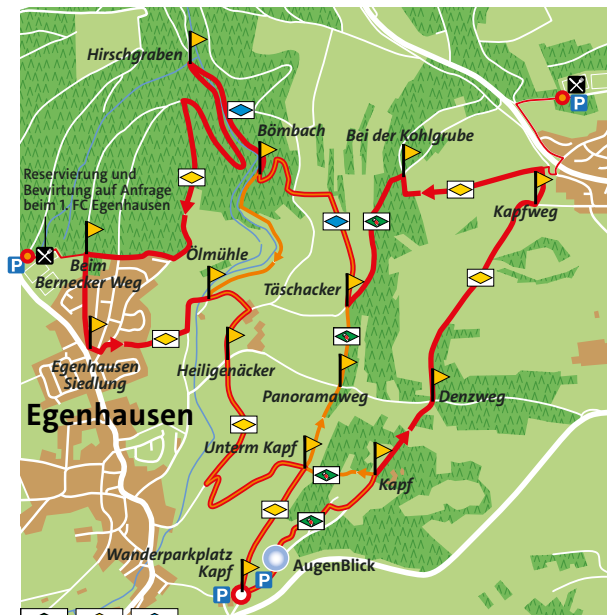 Hirschgraben
Bömbach
Bei der Kohlgrube
P
Reservierung und
Bewirtung auf Anfrage
beim 1. FC Egenhausen
Kapfweg
P
Beim
Bernecker Weg
Ölmühle
Täschacker
Egenhausen
Siedlung
Heiligenäcker
Panoramaweg
Denzweg
Egenhausen
Unterm Kapf
Kapf
Wanderparkplatz
Kapf
P
P
AugenBlick